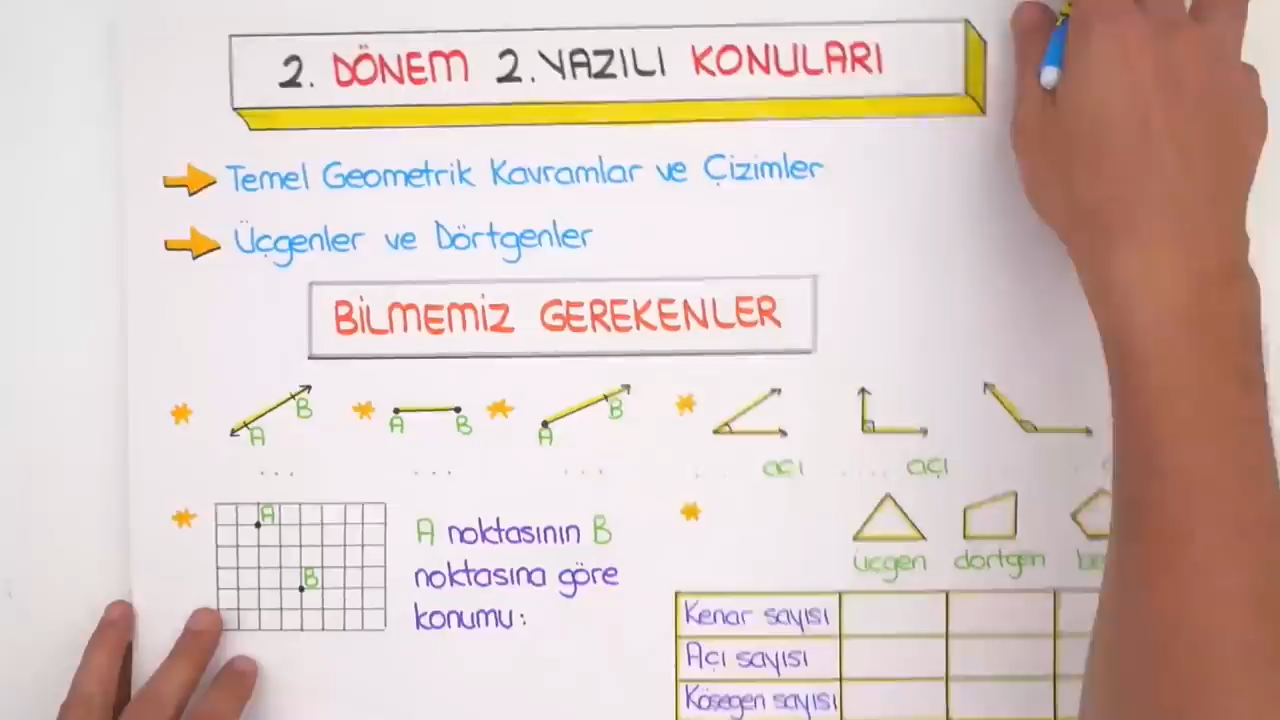 2. DÖNEM 2. YAZILI KONULARI
Temel Geometrik Kavramlar ve Çizimler
Üçgenler ve Dörtgenler
BİLMEMİZ GEREKENLER
A B
A B
A B
... ... ...
.... açı ..... açı
A
B
A noktasının B
noktasına göre
konumu:
üçgen dörtgen
Kenar sayısı
Açı sayısı
Köşegen sayısı